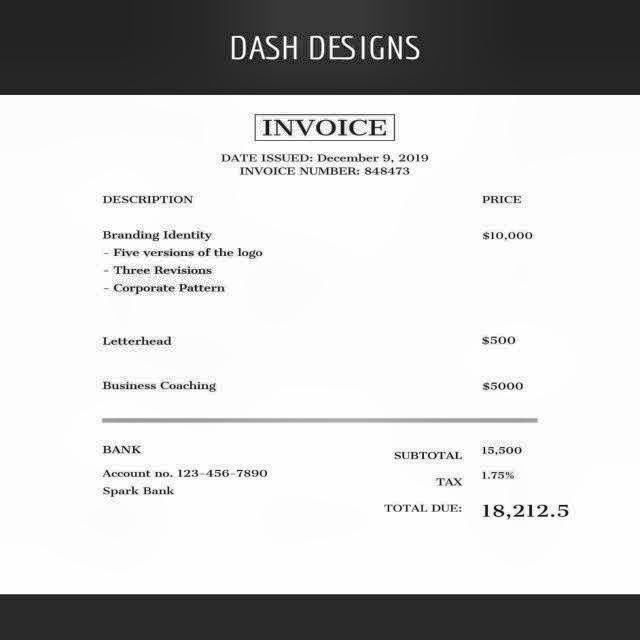 DASH DESIGNS
INVOICE
DATE ISSUED: December 9, 2019
INVOICE NUMBER: 848473
DESCRIPTION PRICE
Branding Identity $10,000
- Five versions of the logo
- Three Revisions
- Corporate Pattern
Letterhead $500
Business Coaching $5000
BANK
Account no. 123-456-7890
Spark Bank
SUBTOTAL 15,500
TAX 1.75%
TOTAL DUE: 18,212.5